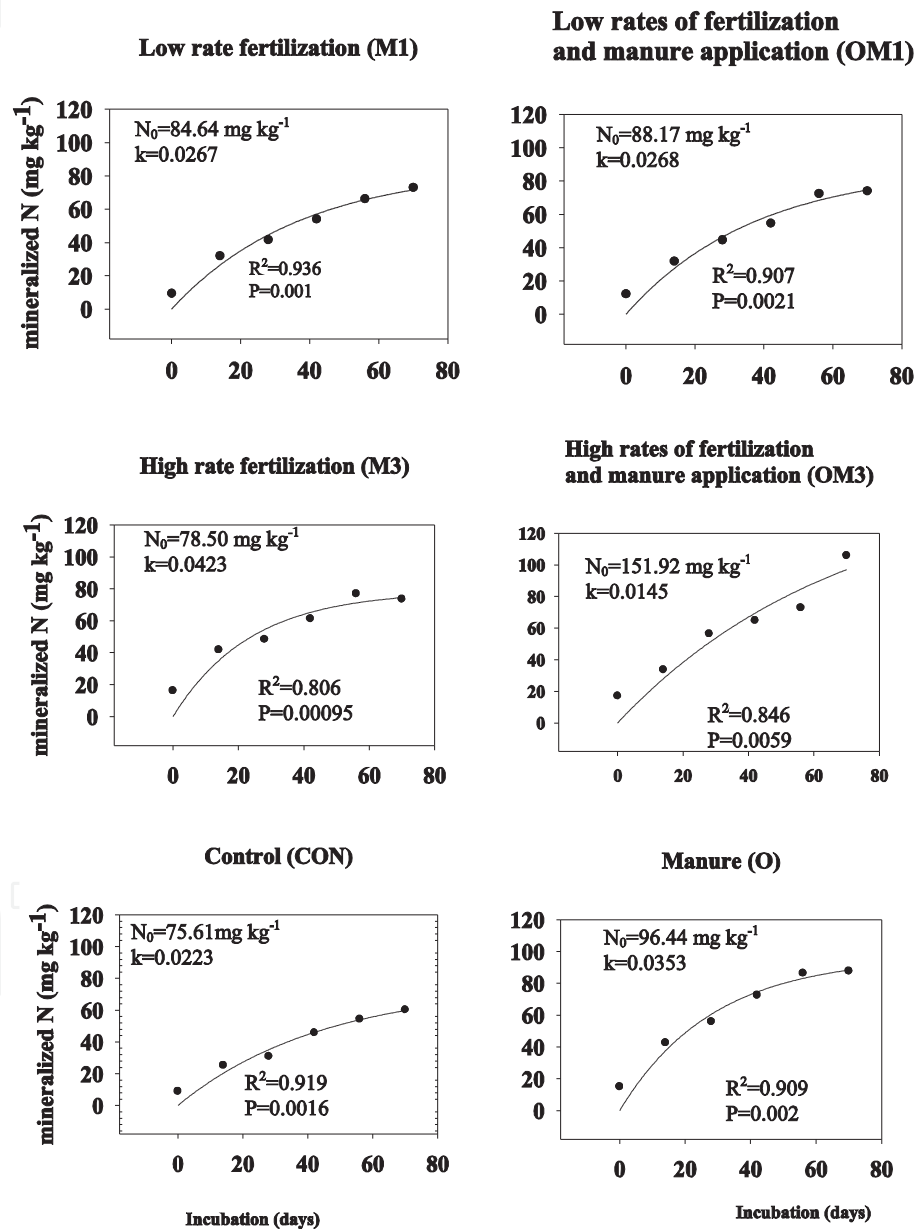 Low rate fertilization (M1)
Low rates of fertilization
and manure application (OM1)
mineralized N (mg kg⁻¹)
120
100
80
60
40
20
0
N₀=84.64 mg kg⁻¹
k=0.0267
R²=0.936
P=0.001
0 20 40 60 80
120
100
80
60
40
20
0
N₀=88.17 mg kg⁻¹
k=0.0268
R²=0.907
P=0.0021
0 20 40 60 80
High rate fertilization (M3)
High rates of fertilization
and manure application (OM3)
mineralized N (mg kg⁻¹)
120
100
80
60
40
20
0
N₀=78.50 mg kg⁻¹
k=0.0423
R²=0.806
P=0.00095
0 20 40 60 80
120
100
80
60
40
20
0
N₀=151.92 mg kg⁻¹
k=0.0145
R²=0.846
P=0.0059
0 20 40 60 80
Control (CON)
Manure (O)
mineralized N (mg kg⁻¹)
120
100
80
60
40
20
0
N₀=75.61mg kg⁻¹
k=0.0223
R²=0.919
P=0.0016
0 20 40 60 80
Incubation (days)
120
100
80
60
40
20
0
N₀=96.44 mg kg⁻¹
k=0.0353
R²=0.909
P=0.002
0 20 40 60 80
Incubation (days)